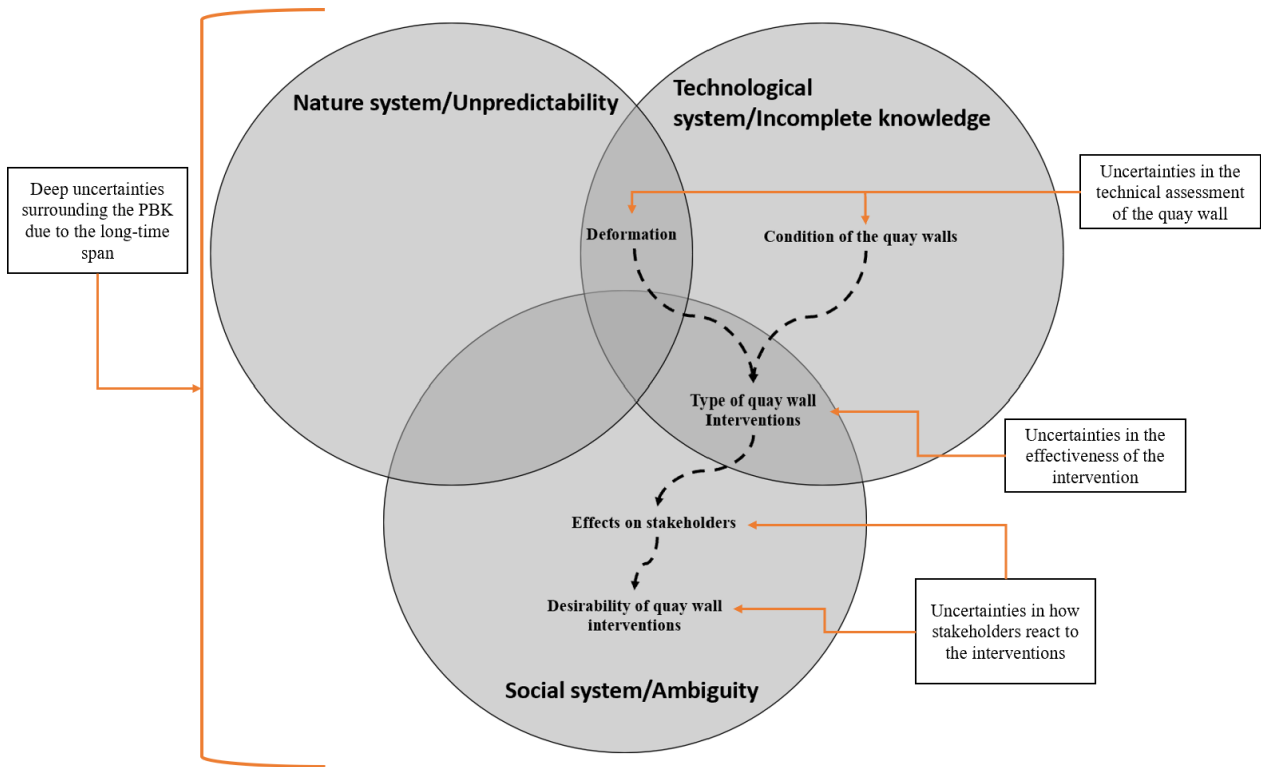 Nature system/Unpredictability
Technological
system/Incomplete knowledge
Deep uncertainties
surrounding the PBK
due to the long-time
span
Uncertainties in the
technical assessment
of the quay wall
Deformation
Condition of the quay walls
Type of quay wall
Interventions
Uncertainties in the
effectiveness of the
intervention
Effects on stakeholders
Desirability of quay wall
interventions
Uncertainties in how
stakeholders react to
the interventions
Social system/Ambiguity